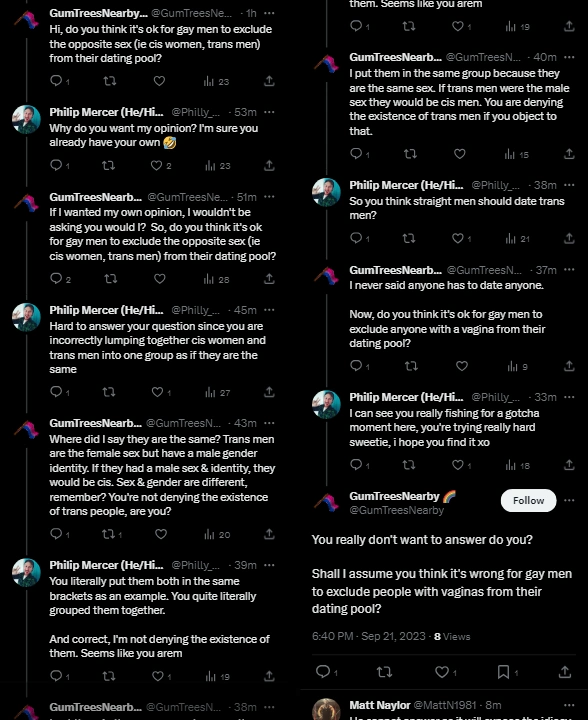 GumTreesNearby... @GumTreesNe... · 1h ···
Hi, do you think it's ok for gay men to exclude
the opposite sex (ie cis women, trans men)
from their dating pool?
1 23
Philip Mercer (He/Hi... @Philly_... · 53m ···
Why do you want my opinion? I'm sure you
already have your own 🤣
1 2 23
GumTreesNearb... @GumTreesNe... · 51m ···
If I wanted my own opinion, I wouldn't be
asking you would I? So, do you think it's ok
for gay men to exclude the opposite sex (ie
cis women, trans men) from their dating pool?
2 28
Philip Mercer (He/Hi... @Philly_... · 45m ···
Hard to answer your question since you are
incorrectly lumping together cis women and
trans men into one group as if they are the
same
1 1 27
GumTreesNearb... @GumTreesN... · 43m ···
Where did I say they are the same? Trans men
are the female sex but have a male gender
identity. If they had a male sex & identity, they
would be cis. Sex & gender are different,
remember? You're not denying the existence
of trans people, are you?
1 1 20
Philip Mercer (He/Hi... @Philly_... · 39m ···
You literally put them both in the same
brackets as an example. You quite literally
grouped them together.
And correct, I'm not denying the existence of
them. Seems like you arem
1 1 19
GumTreesNearb... @GumTreesN... · 38m ···
them. Seems like you arem
1 1 19
GumTreesNearb... @GumTreesN... · 40m ···
I put them in the same group because they
are the same sex. If trans men were the male
sex they would be cis men. You are denying
the existence of trans men if you object to
that.
1 15
Philip Mercer (He/Hi... @Philly_... · 38m ···
So you think straight men should date trans
men?
1 1 21
GumTreesNearb... @GumTreesN... · 37m ···
I never said anyone has to date anyone.
Now, do you think it's ok for gay men to
exclude anyone with a vagina from their
dating pool?
1 9
Philip Mercer (He/Hi... @Philly_... · 33m ···
I can see you really fishing for a gotcha
moment here, you're trying really hard
sweetie, i hope you find it xo
1 1 18
GumTreesNearby 🌈
Follow ···
@GumTreesNearby
You really don't want to answer do you?
Shall I assume you think it's wrong for gay men
to exclude people with vaginas from their
dating pool?
6:40 PM · Sep 21, 2023 · 8 Views
1 1 1
Matt Naylor @MattN1981 · 8m ···